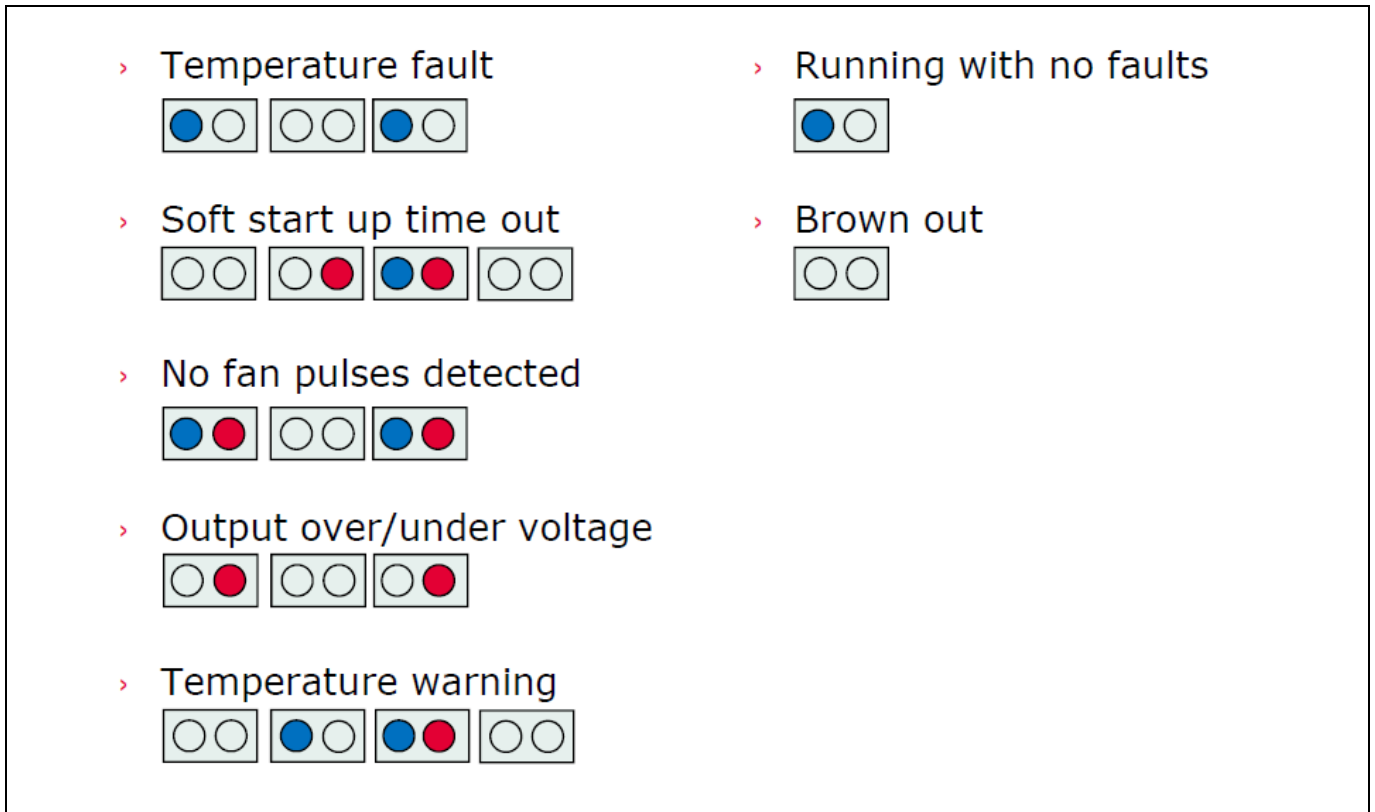 Temperature fault
Soft start up time out
No fan pulses detected
Output over/under voltage
Temperature warning
Running with no faults
Brown out